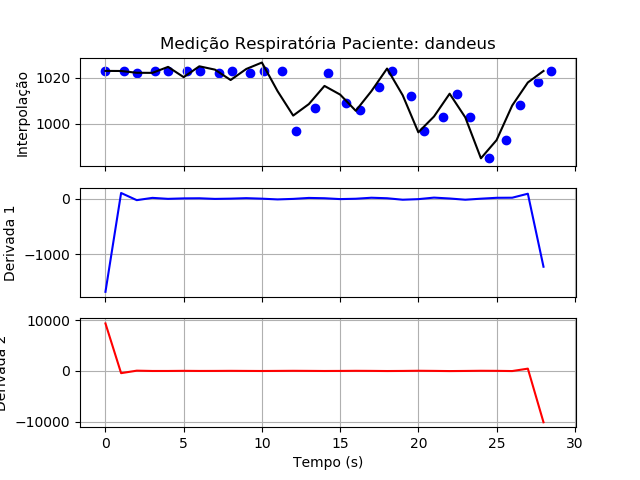 Medição Respiratória Paciente: dandeus
Interpolação
1020
1000
Derivada 1
0
−1000
Derivada 2
10000
0
−10000
0 5 10 15 20 25 30
Tempo (s)